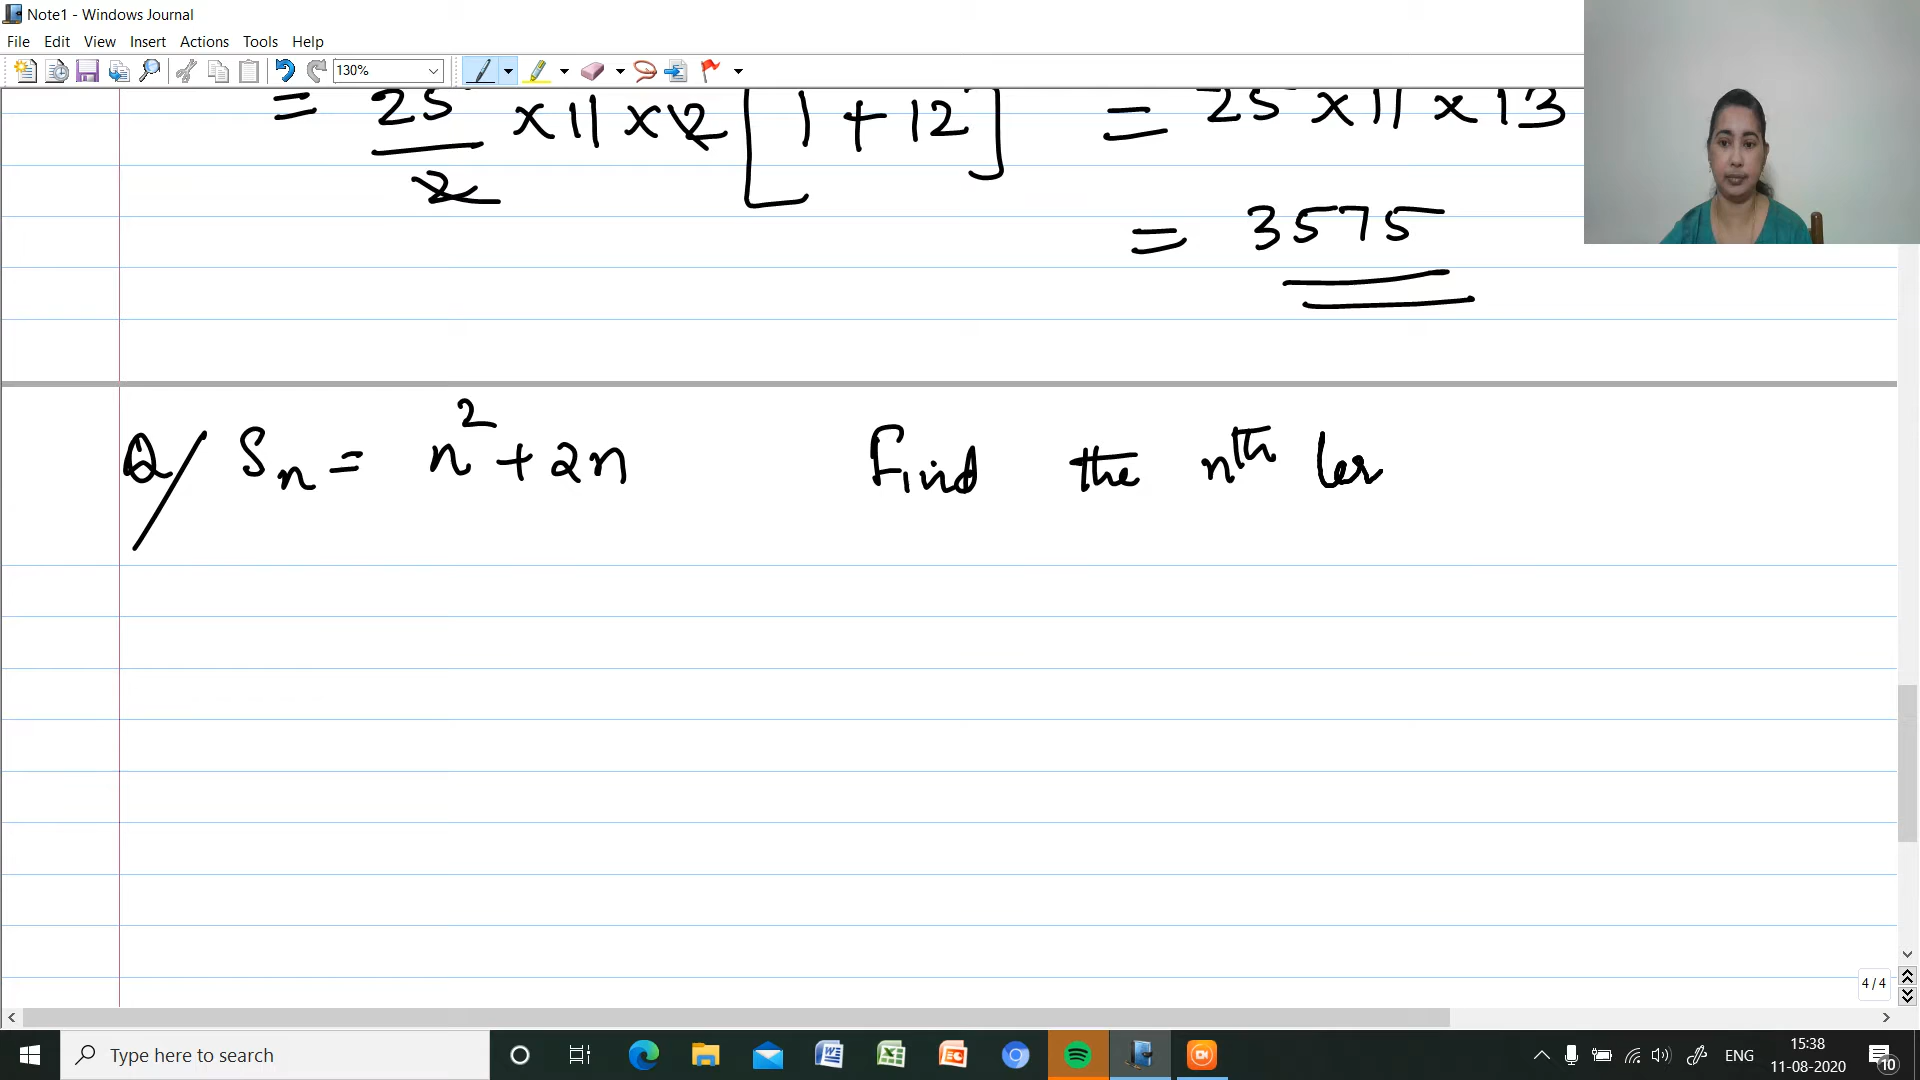 Note1 - Windows Journal
File Edit View Insert Actions Tools Help
130%
= 25/2 × 11 × 12 [1 + 12] = 25 × 11 × 13
= 3575
Q/ Sn = n² + 2n Find the nth ter
4 / 4
Type here to search
ENG
15:38
11-08-2020
10